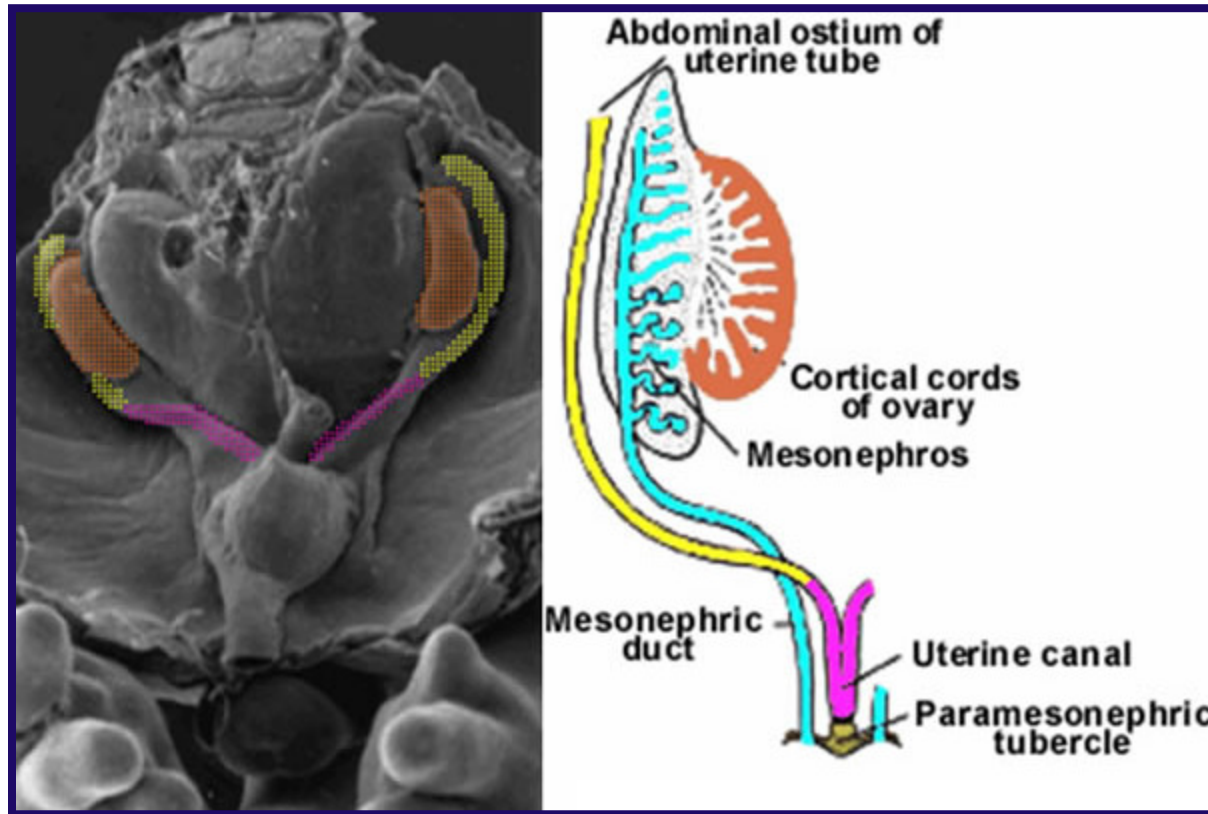 Abdominal ostium of
uterine tube
Cortical cords
of ovary
Mesonephros
Mesonephric
duct
Uterine canal
Paramesonephric
tubercle